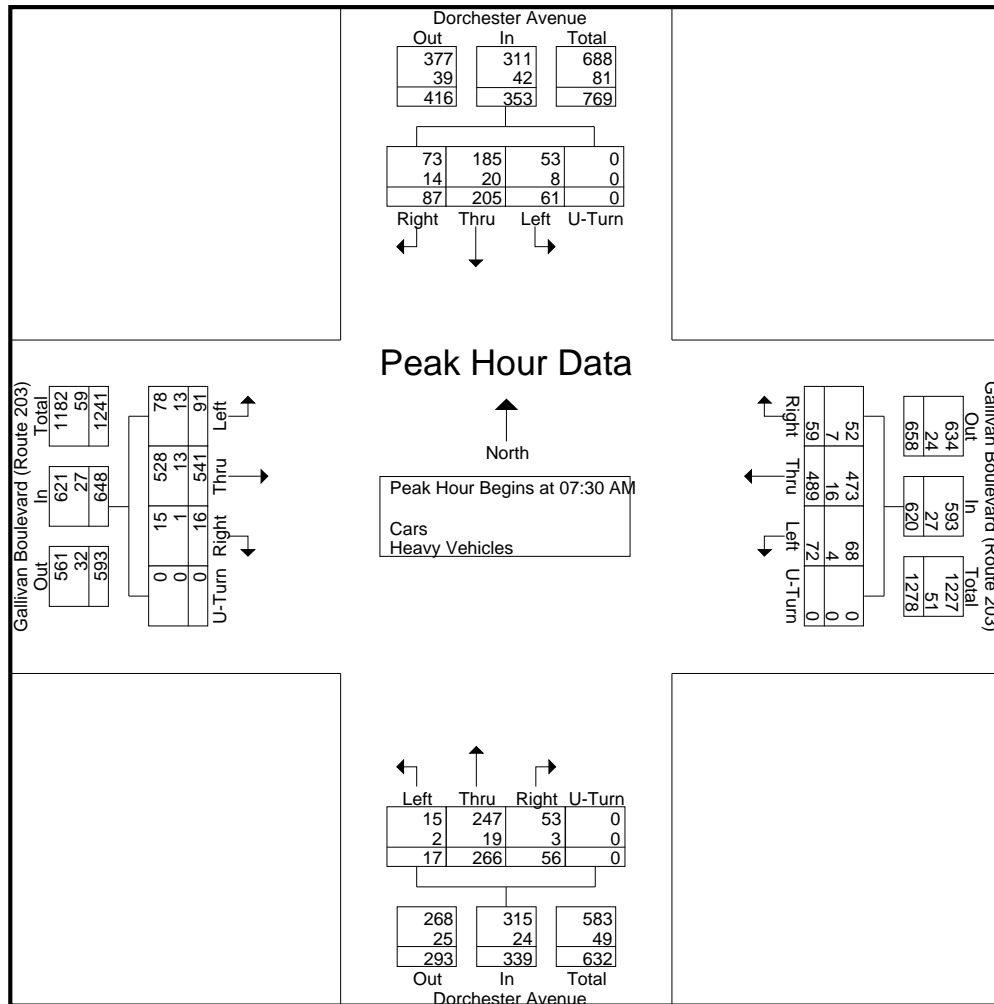 Dorchester Avenue
Out In Total
377 311 688
39 42 81
416 353 769
73 185 53 0
14 20 8 0
87 205 61 0
Right Thru Left U-Turn
Peak Hour Data
North
Peak Hour Begins at 07:30 AM
Cars
Heavy Vehicles
Gallivan Boulevard (Route 203)
Out In Total
561 621 1182
32 27 59
593 648 1241
U-Turn Right Thru Left
0 15 528 78
0 1 13 13
0 16 541 91
Gallivan Boulevard (Route 203)
Out In Total
634 593 1227
24 27 51
658 620 1278
52 473 68 0
7 16 4 0
59 489 72 0
Right Thru Left U-Turn
Left Thru Right U-Turn
15 247 53 0
2 19 3 0
17 266 56 0
268 315 583
25 24 49
293 339 632
Out In Total
Dorchester Avenue